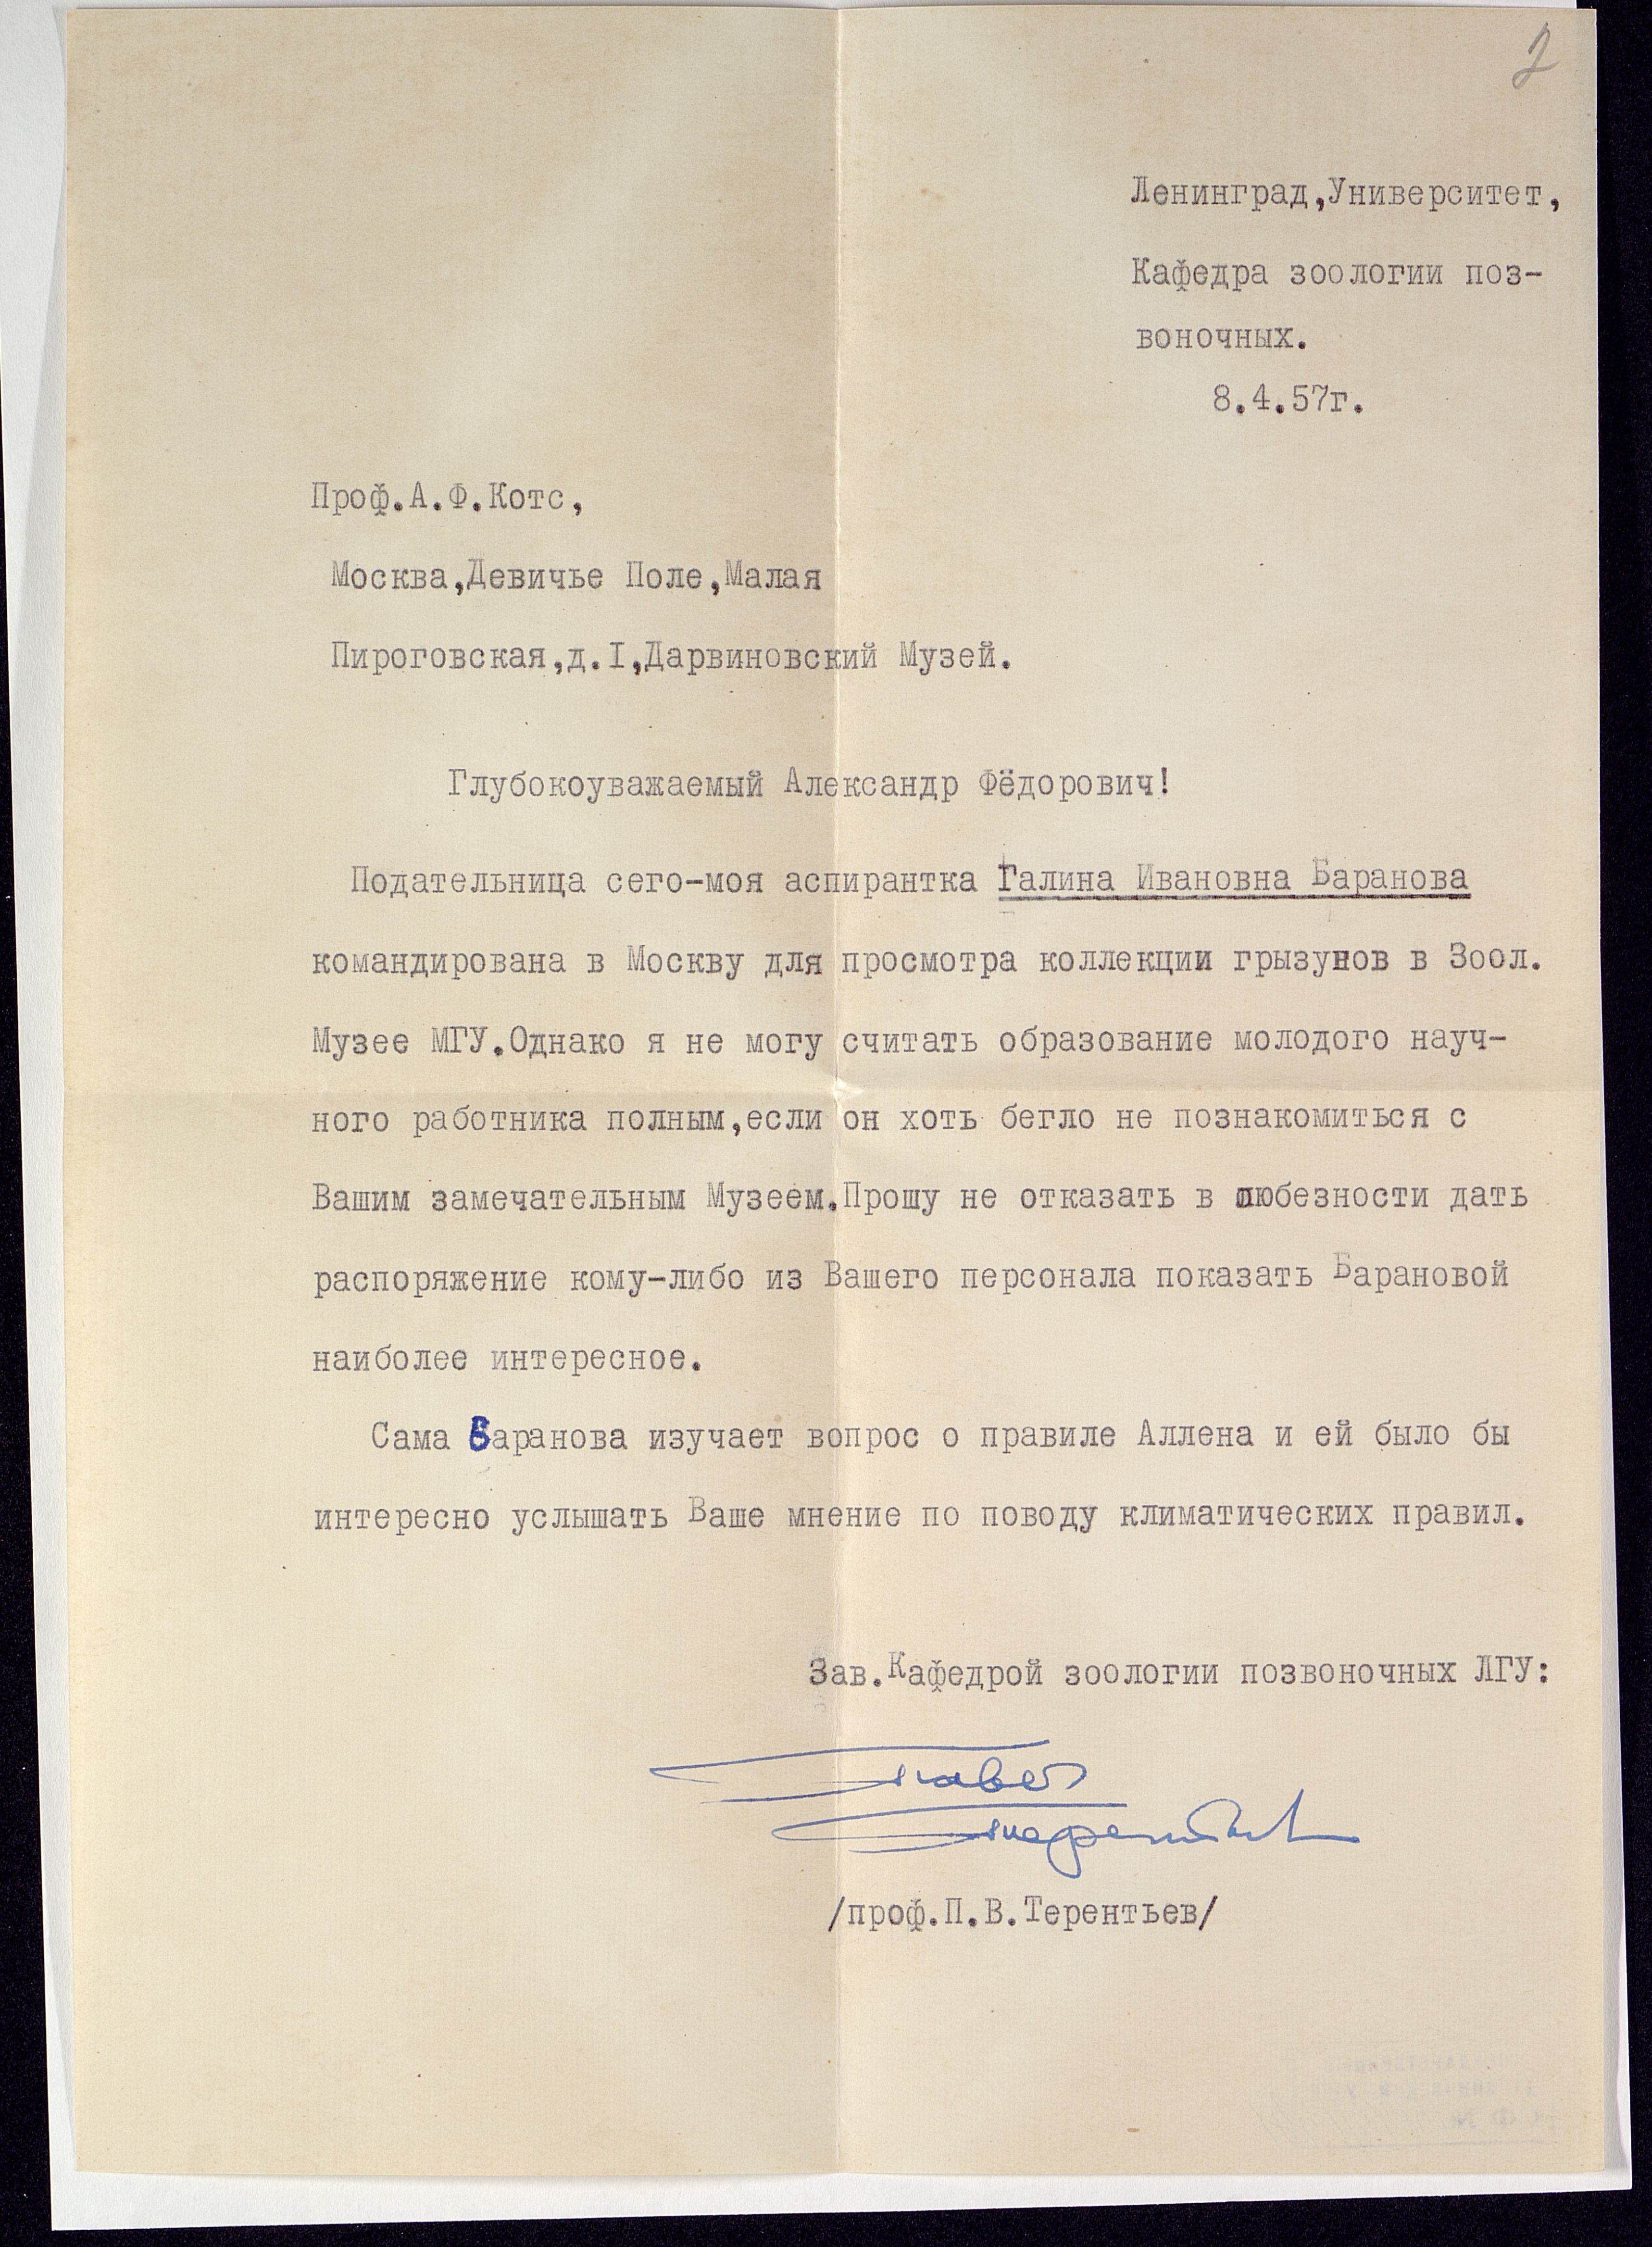 2
Ленинград,Университет,
Кафедра зоологии поз-
воночных.
8.4.57г.
Проф.А.Ф.Котс,
Москва,Девичье Поле,Малая
Пироговская,д.I,Дарвиновский Музей.
Глубокоуважаемый Александр Фёдорович!
Подательница сего-моя аспирантка Галина Ивановна Баранова
командирована в Москву для просмотра коллекции грызунов в Зоол.
Музее МГУ.Однако я не могу считать образование молодого науч-
ного работника полным,если он хоть бегло не познакомиться с
Вашим замечательным Музеем.Прошу не отказать в любезности дать
распоряжение кому-либо из Вашего персонала показать Барановой
наиболее интересное.
Сама Баранова изучает вопрос о правиле Аллена и ей было бы
интересно услышать Ваше мнение по поводу климатических правил.
Зав.Кафедрой зоологии позвоночных ЛГУ:
Павел
Терентьев
/проф.П.В.Терентьев/